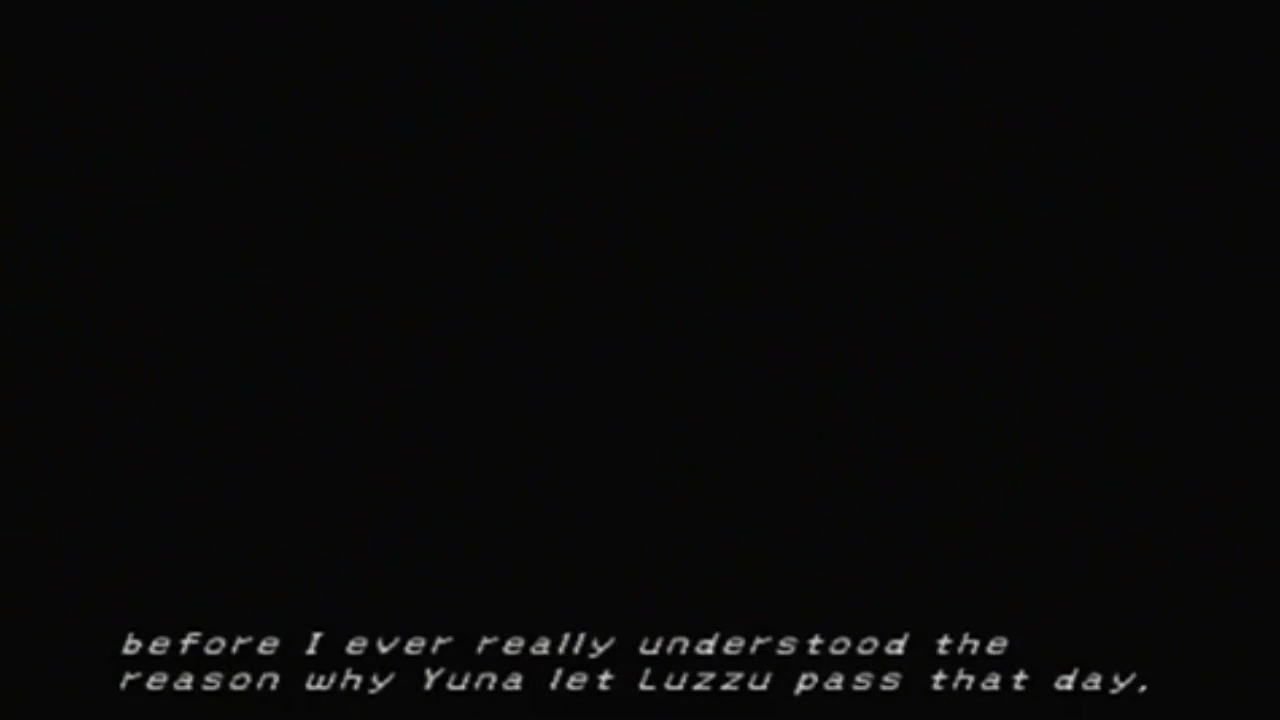 before I ever really understood the
reason why Yuna let Luzzu pass that day,